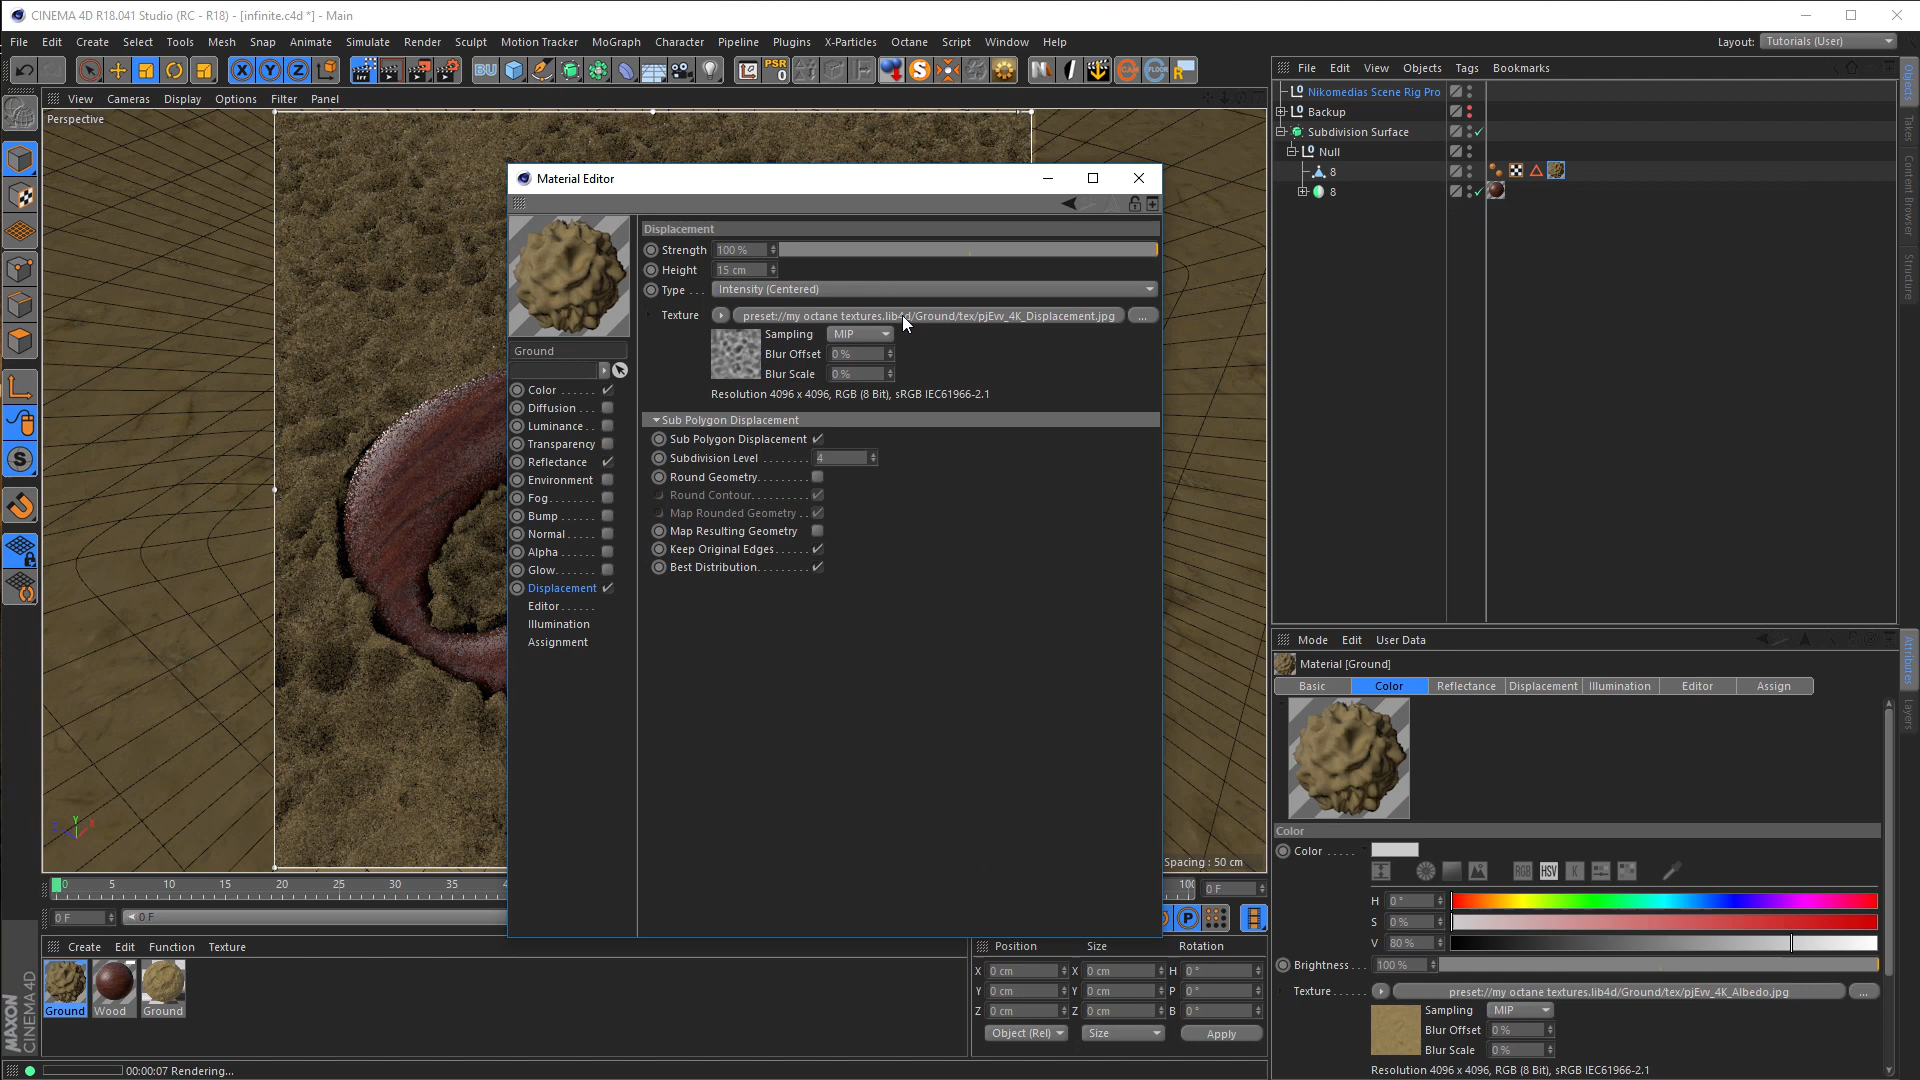 CINEMA 4D R18.041 Studio (RC - R18) - [infinite.c4d *] - Main
File Edit Create Select Tools Mesh Snap Animate Simulate Render Sculpt Motion Tracker MoGraph Character Pipeline Plugins X-Particles Octane Script Window Help
Layout: Tutorials (User)
PSR
0
View Cameras Display Options Filter Panel
Perspective
File Edit View Objects Tags Bookmarks
Nikomedias Scene Rig Pro
Backup
Subdivision Surface
Null
8
8
Objects
Takes
Content Browser
Structure
Material Editor
Displacement
Strength 100 %
Height 15 cm
Type . . . Intensity (Centered)
Texture preset://my octane textures.lib4d/Ground/tex/pjEvv_4K_Displacement.jpg ...
Sampling MIP
Blur Offset 0 %
Blur Scale 0 %
Resolution 4096 x 4096, RGB (8 Bit), sRGB IEC61966-2.1
Sub Polygon Displacement
Sub Polygon Displacement
Subdivision Level . . . . . . . . 4
Round Geometry. . . . . . . . .
Round Contour. . . . . . . . . .
Map Rounded Geometry . .
Map Resulting Geometry
Keep Original Edges. . . . . .
Best Distribution. . . . . . . . .
Ground
Color . . . . . .
Diffusion . . .
Luminance . .
Transparency
Reflectance
Environment
Fog. . . . . . . .
Bump . . . . . .
Normal . . . . .
Alpha . . . . . .
Glow. . . . . . .
Displacement
Editor . . . . . .
Illumination
Assignment
Mode Edit User Data
Material [Ground]
Basic Color Reflectance Displacement Illumination Editor Assign
Attributes
Layers
Color
Color . . . . .
RGB HSV K
H 0 °
S 0 %
V 80 %
Brightness . . . 100 %
Texture . . . . . . preset://my octane textures.lib4d/Ground/tex/pjEvv_4K_Albedo.jpg ...
Sampling MIP
Blur Offset 0 %
Blur Scale 0 %
Resolution 4096 x 4096, RGB (8 Bit), sRGB IEC61966-2.1
Spacing : 50 cm
0 5 10 15 20 25 30 35 100 0 F
0 F 0 F
Create Edit Function Texture
Ground Wood Ground
Position Size Rotation
X 0 cm X 0 cm H 0 °
Y 0 cm Y 0 cm P 0 °
Z 0 cm Z 0 cm B 0 °
Object (Rel) Size Apply
MAXON
CINEMA 4D
00:00:07 Rendering...